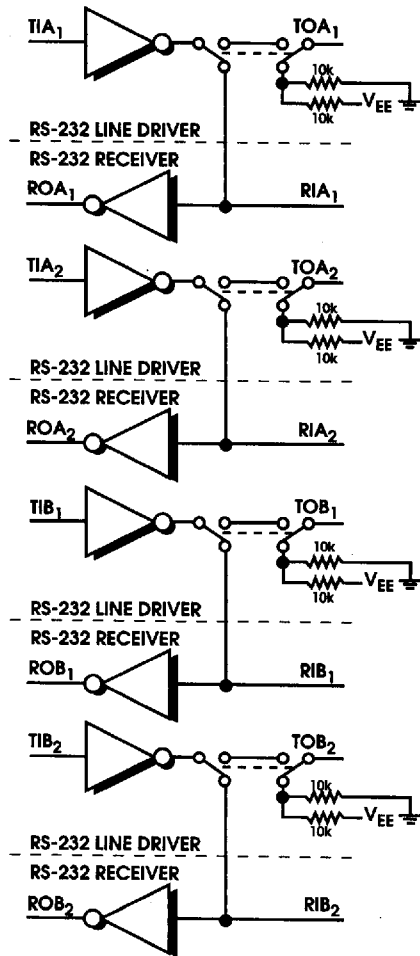 TIA1 TOA1
10k
10k VEE
RS-232 LINE DRIVER
RS-232 RECEIVER
ROA1 RIA1
TIA2 TOA2
10k
10k VEE
RS-232 LINE DRIVER
RS-232 RECEIVER
ROA2 RIA2
TIB1 TOB1
10k
10k VEE
RS-232 LINE DRIVER
RS-232 RECEIVER
ROB1 RIB1
TIB2 TOB2
10k
10k VEE
RS-232 LINE DRIVER
RS-232 RECEIVER
ROB2 RIB2